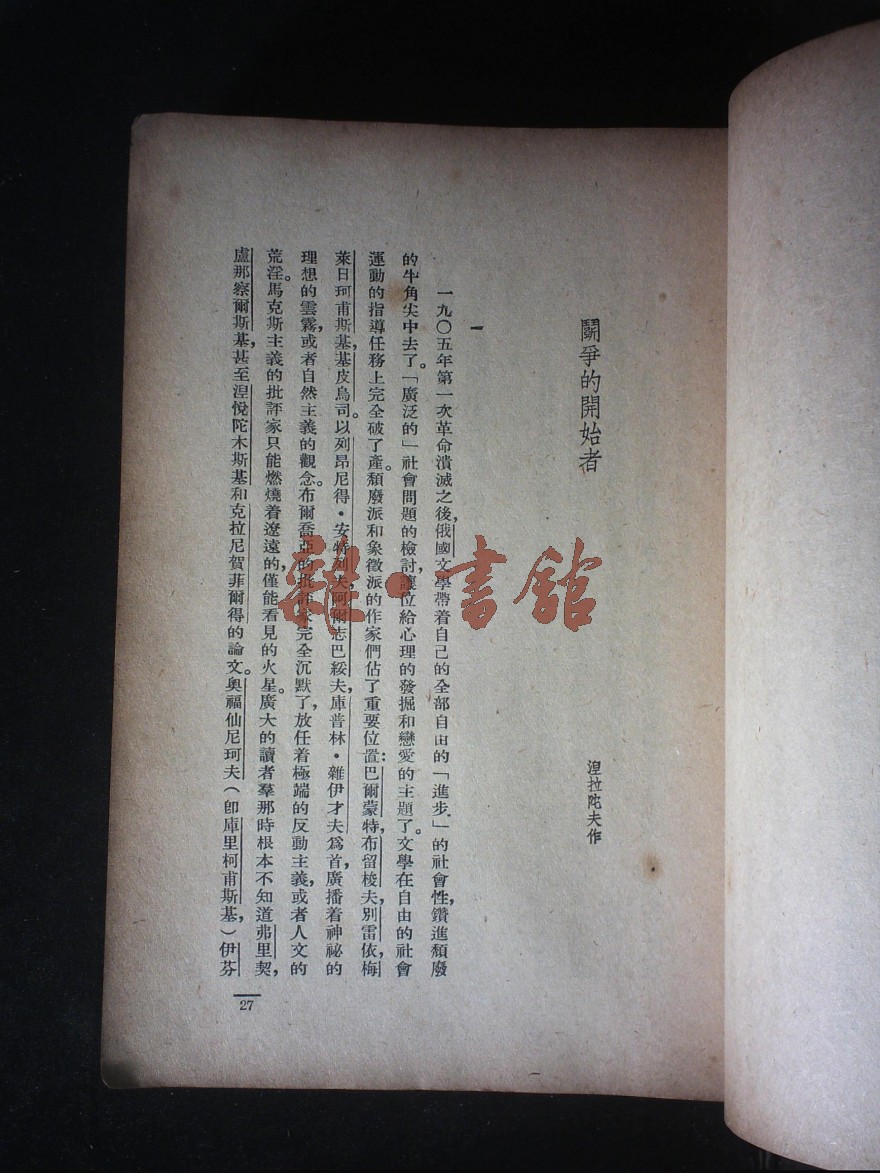 鬭爭的開始者
湼拉陀夫作
一
一九〇五年第一次革命潰滅之後，俄國文學帶着自己的全部自由的「進步」的社會性，鑽進頹廢
的牛角尖中去了。「廣泛的」社會問題的檢討，讓位給心理的發掘和戀愛的主題了。文學在自由的社會
運動的指導任務上完全破了產。頹廢派和象徵派的作家們佔了重要位置：巴爾蒙特，布留梭夫，別雷依，梅
萊日珂甫斯基，基皮烏司。以列昂尼得·安特列夫，阿爾志巴綏夫，庫普林·雜伊才夫爲首，廣播着神祕的
理想的雲霧，或者自然主義的觀念。布爾喬亞的批評家完全沉默了，放任着極端的反動主義，或者人文的
荒淫。馬克斯主義的批評家只能燃燒着遼遠的，僅能看見的火星。廣大的讀者羣那時根本不知道弗里契，
盧那察爾斯基，甚至湼悅陀木斯基和克拉尼賀菲爾得的論文。奥福仙尼珂夫（卽庫里柯甫斯基，）伊芬
27
雜·書館